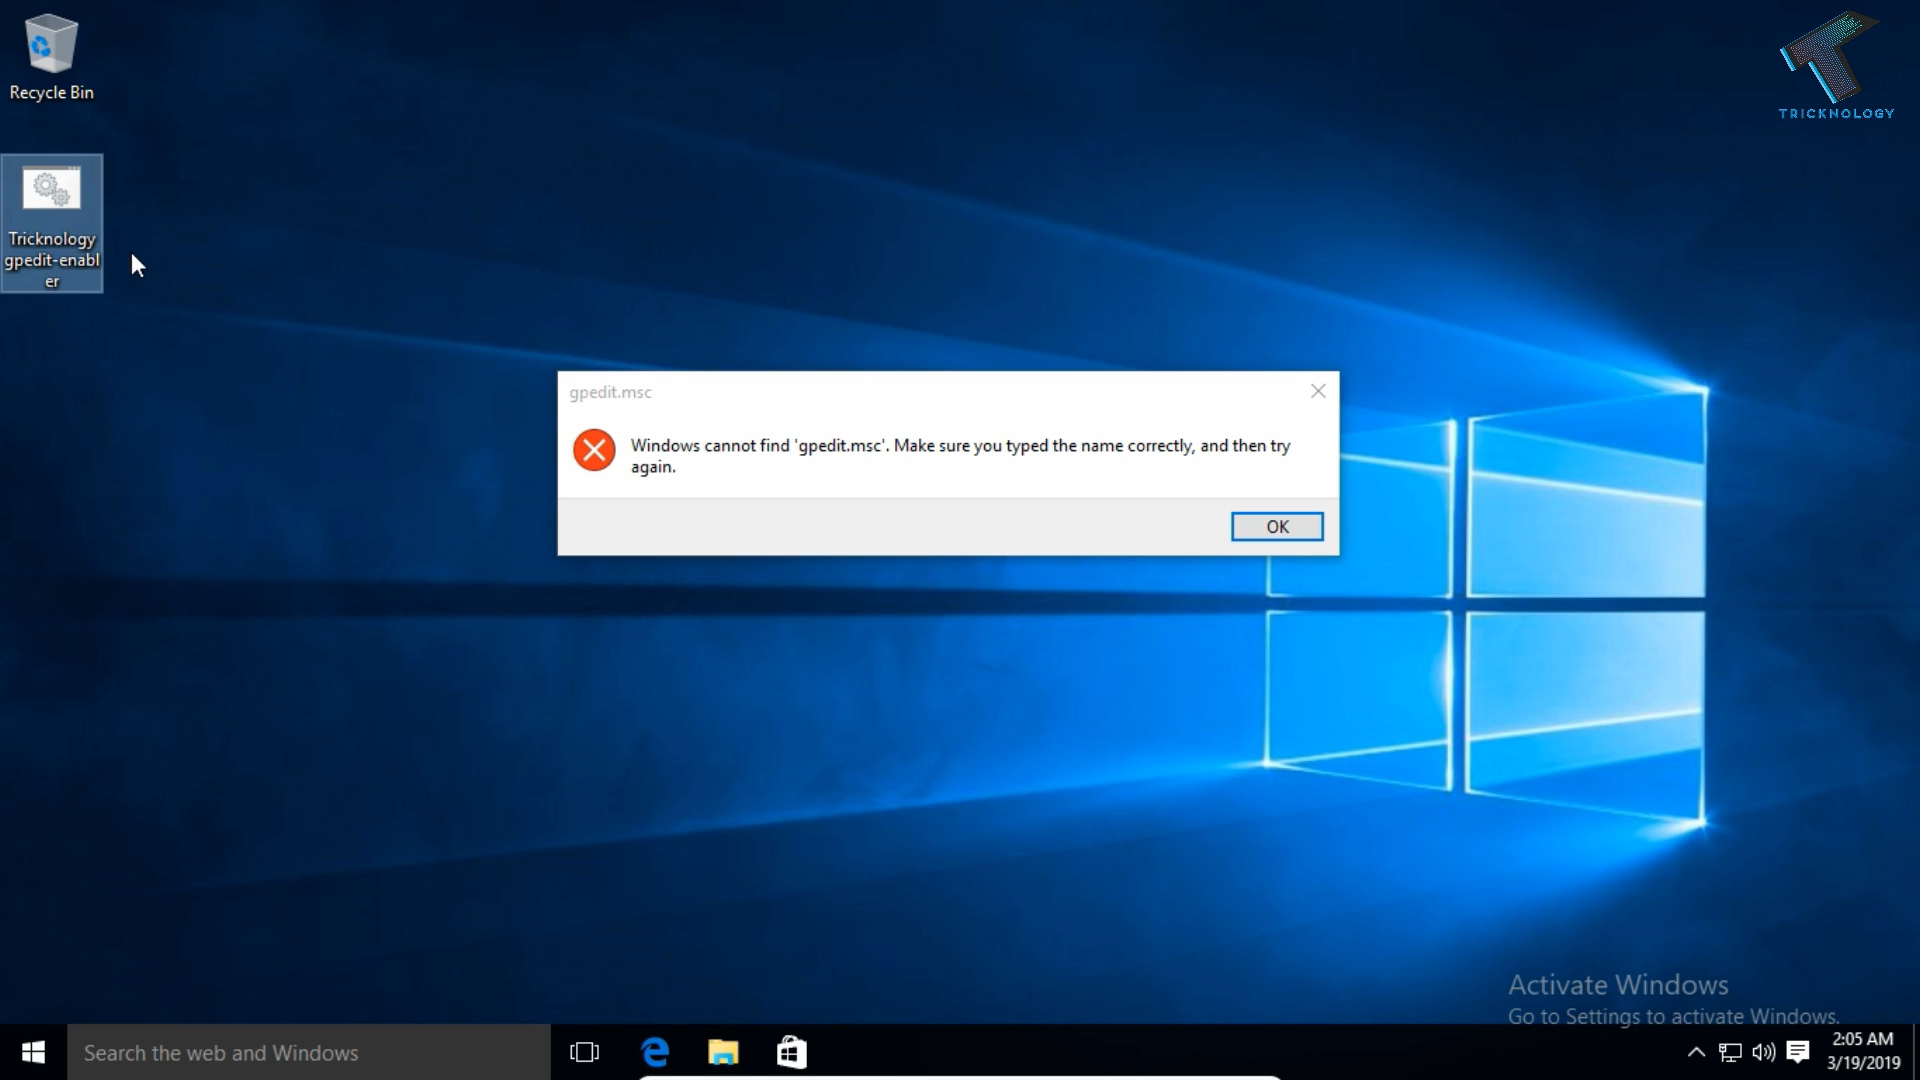 Recycle Bin
TRICKNOLOGY
Tricknology
gpedit-enabl
er
gpedit.msc
Windows cannot find 'gpedit.msc'. Make sure you typed the name correctly, and then try
again.
OK
Activate Windows
Go to Settings to activate Windows.
Search the web and Windows
2:05 AM
3/19/2019